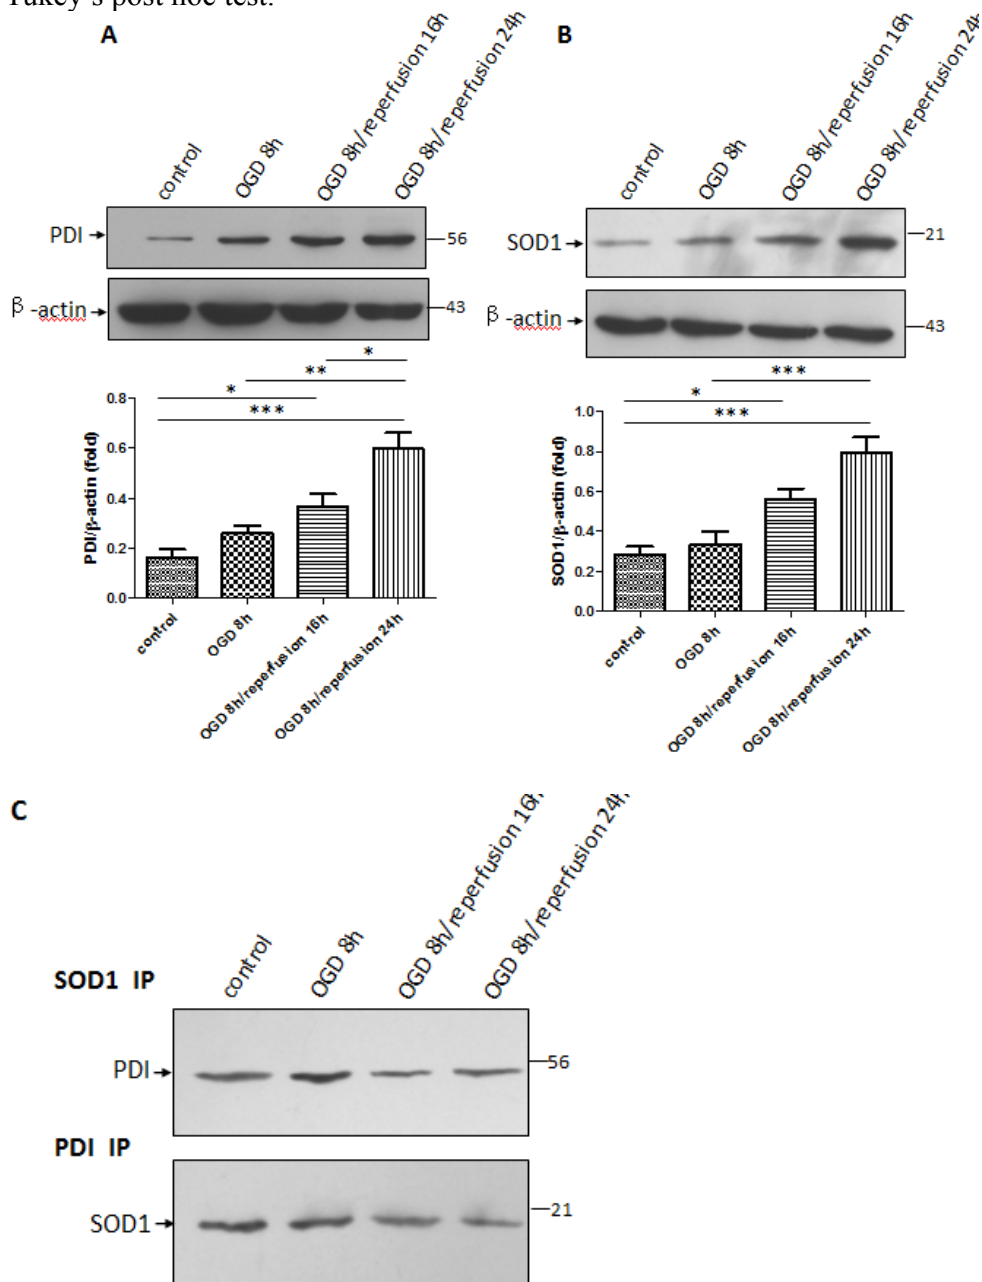 Tukey's post hoc test.
A
control
OGD 8h
OGD 8h/reperfusion 16h
OGD 8h/reperfusion 24h
PDI
56
β-actin
43
*
**
*
***
PDI/β-actin (fold)
0.8
0.6
0.4
0.2
0.0
control
OGD 8h
OGD 8h/reperfusion 16h
OGD 8h/reperfusion 24h
B
control
OGD 8h
OGD 8h/reperfusion 16h
OGD 8h/reperfusion 24h
SOD1
21
β-actin
43
***
*
***
SOD1/β-actin (fold)
1.0
0.8
0.6
0.4
0.2
0.0
control
OGD 8h
OGD 8h/reperfusion 16h
OGD 8h/reperfusion 24h
C
control
OGD 8h
OGD 8h/reperfusion 16h
OGD 8h/reperfusion 24h
SOD1 IP
PDI
56
PDI IP
SOD1
21